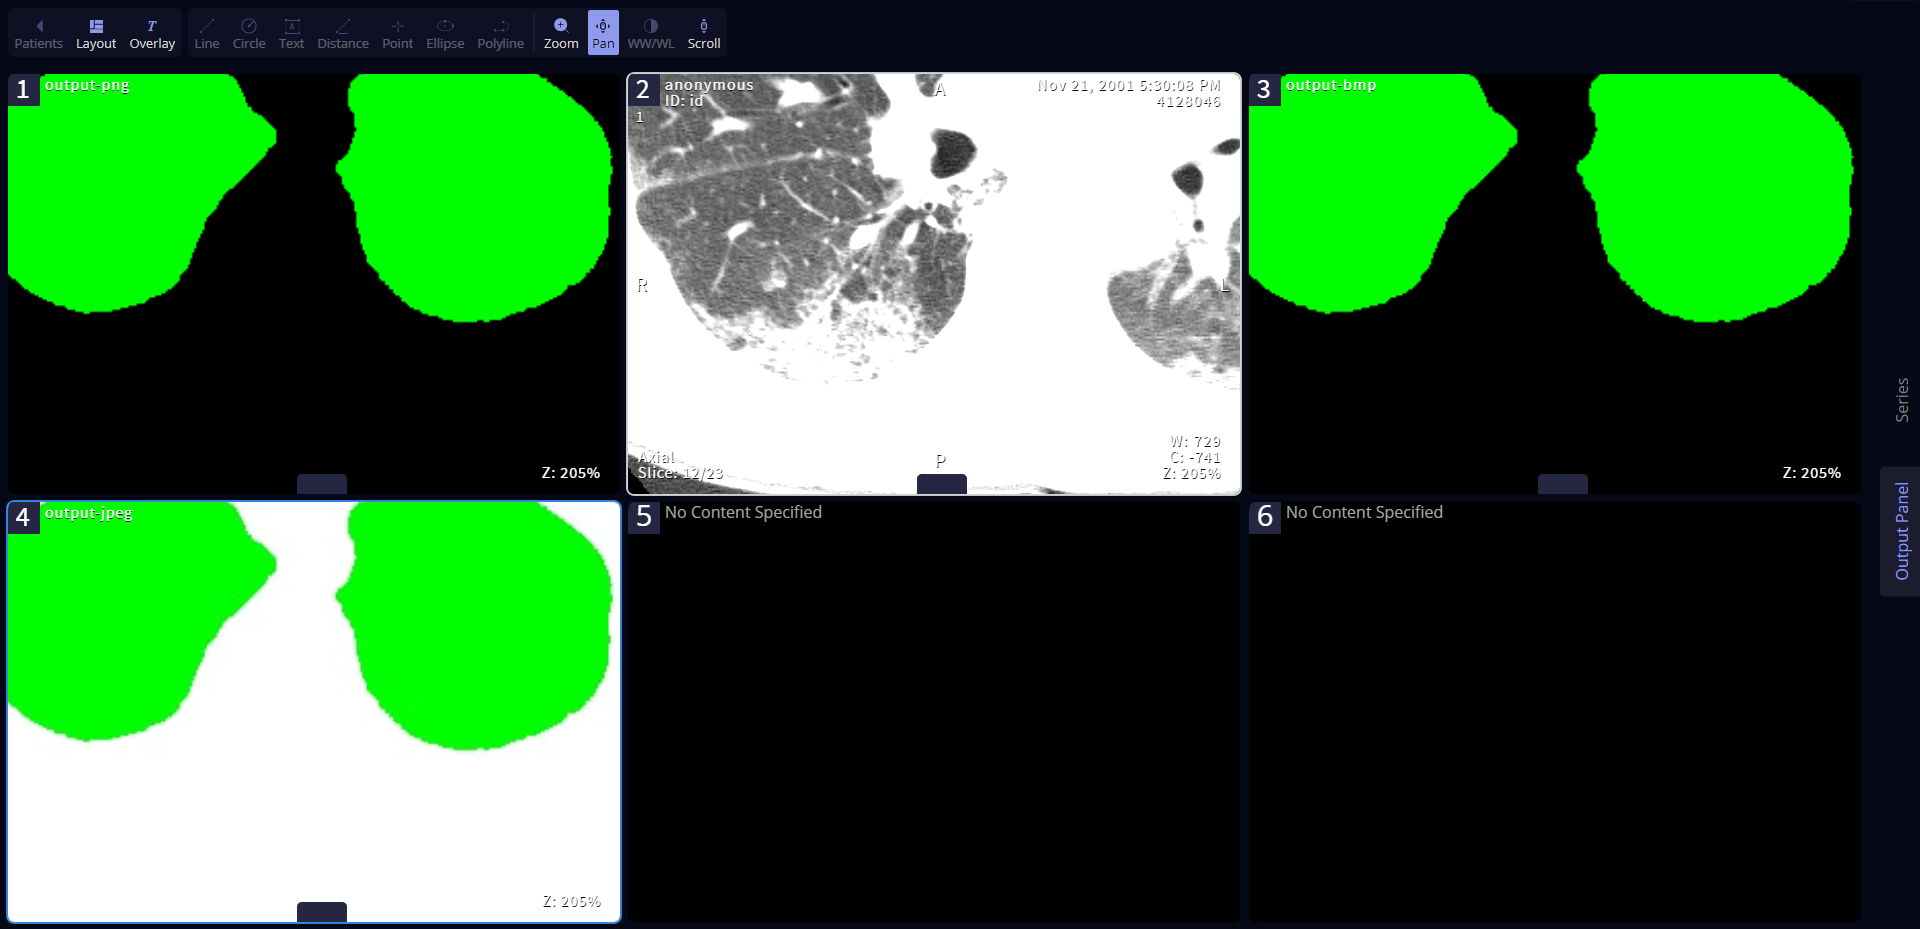 Patients Layout Overlay Line Circle Text Distance Point Ellipse Polyline Zoom Pan WW/WL Scroll
1 output-png
Z: 205%
2 anonymous
ID: id
1
A
Nov 21, 2001 5:30:08 PM
4128046
R
L
W: 729
C: -741
Z: 205%
Axial
Slice: 12/23
P
3 output-bmp
Z: 205%
4 output-jpeg
Z: 205%
5 No Content Specified
6 No Content Specified
Series
Output Panel